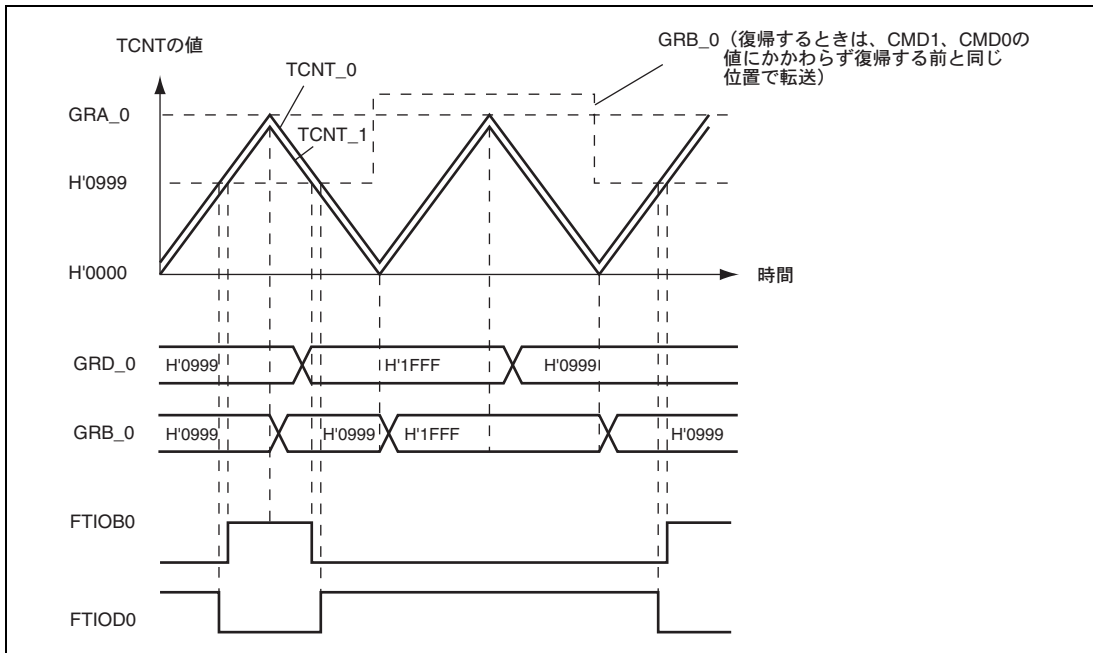 TCNTの値
GRB_0（復帰するときは、CMD1、CMD0の
値にかかわらず復帰する前と同じ
位置で転送）
TCNT_0
GRA_0
TCNT_1
H'0999
H'0000
時間
GRD_0 H'0999 H'1FFF H'0999
GRB_0 H'0999 H'0999 H'1FFF H'0999
FTIOB0
FTIOD0